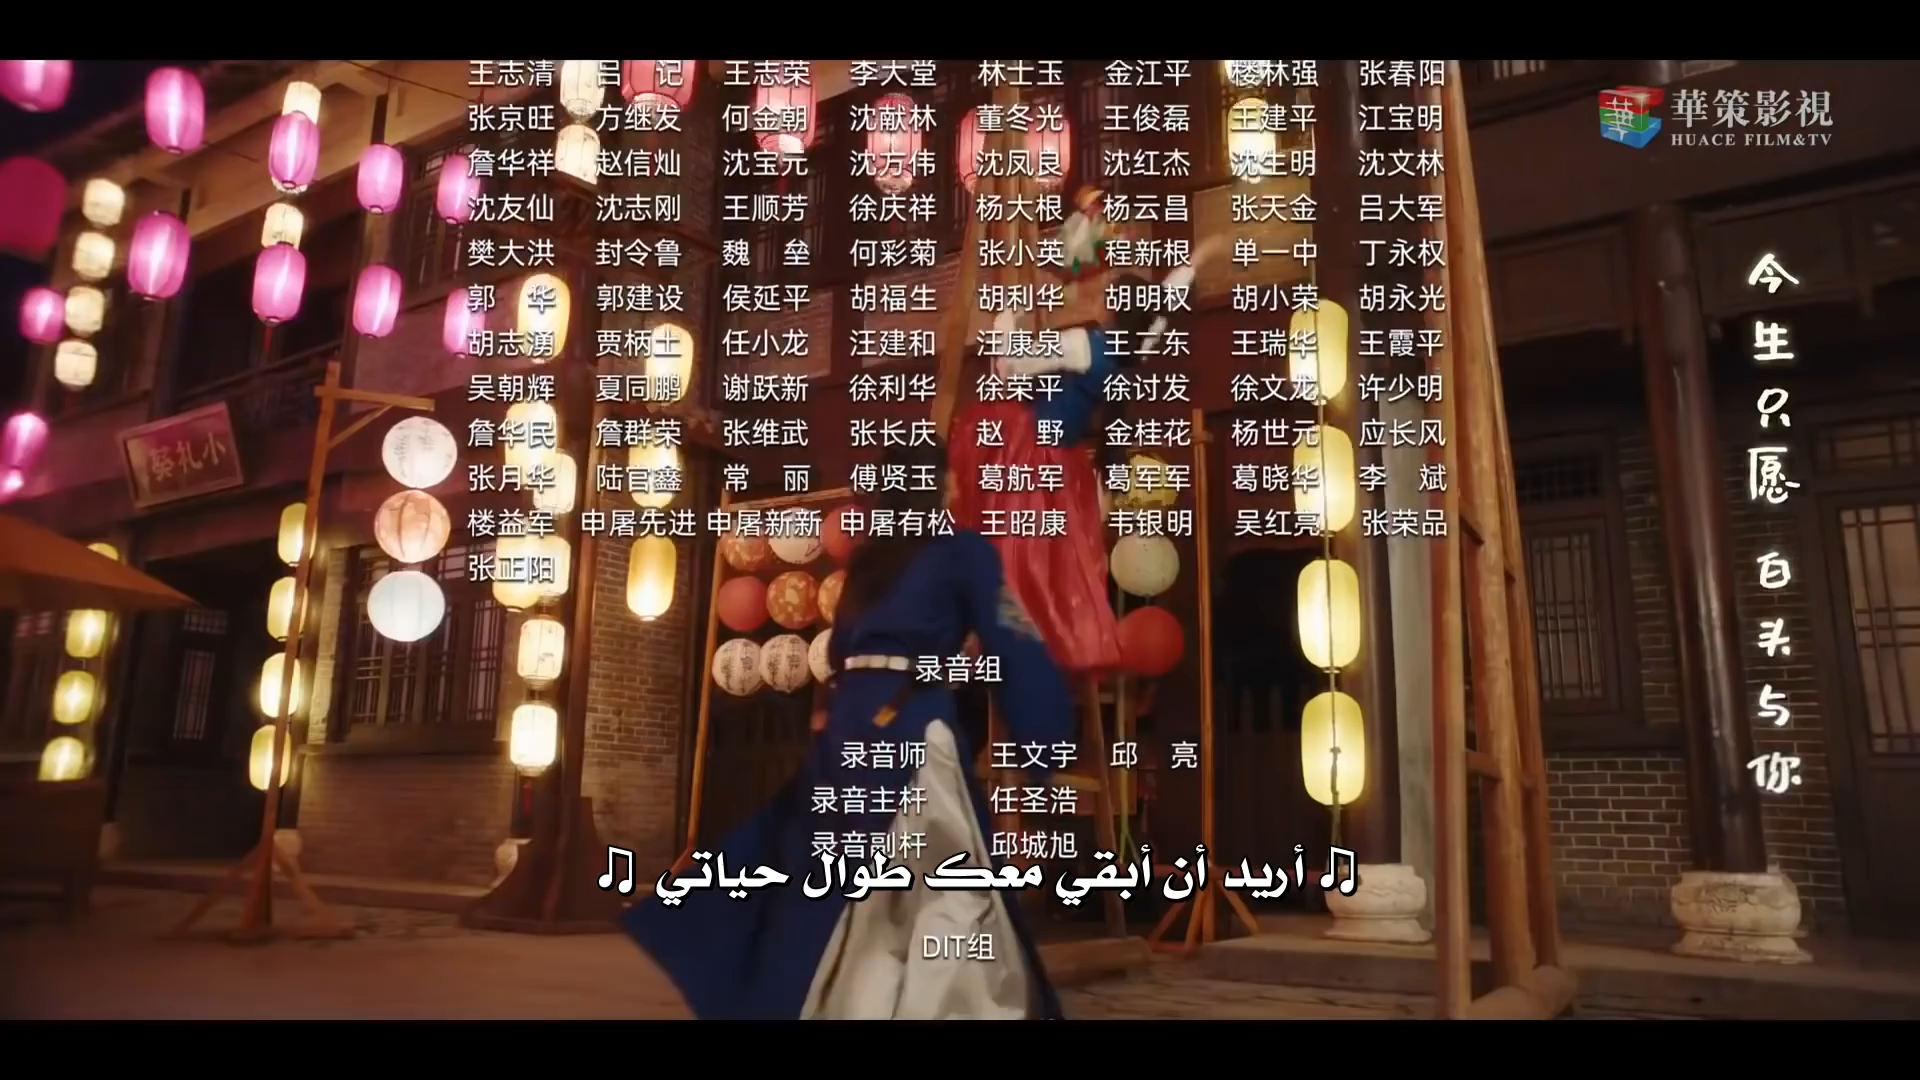 王志清 吕 记 王志荣 李大堂 林士玉 金江平 楼林强 张春阳
张京旺 方继发 何金朝 沈献林 董冬光 王俊磊 王建平 江宝明
詹华祥 赵信灿 沈宝元 沈方伟 沈凤良 沈红杰 沈生明 沈文林
沈友仙 沈志刚 王顺芳 徐庆祥 杨大根 杨云昌 张天金 吕大军
樊大洪 封令鲁 魏 垒 何彩菊 张小英 程新根 单一中 丁永权
郭 华 郭建设 侯延平 胡福生 胡利华 胡明权 胡小荣 胡永光
胡志湧 贾柄土 任小龙 汪建和 汪康泉 王二东 王瑞华 王霞平
吴朝辉 夏同鹏 谢跃新 徐利华 徐荣平 徐讨发 徐文龙 许少明
詹华民 詹群荣 张维武 张长庆 赵 野 金桂花 杨世元 应长风
张月华 陆官鑫 常 丽 傅贤玉 葛航军 葛军军 葛晓华 李 斌
楼益军 申屠先进 申屠新新 申屠有松 王昭康 韦银明 吴红亮 张荣品
张正阳
录音组
录音师 王文宇 邱 亮
录音主杆 任圣浩
录音副杆 邱城旭
♫ أريد أن أبقي معك طوال حياتي ♫
DIT组
華策影視
HUACE FILM&TV
今生只愿 白头与你
小礼葵